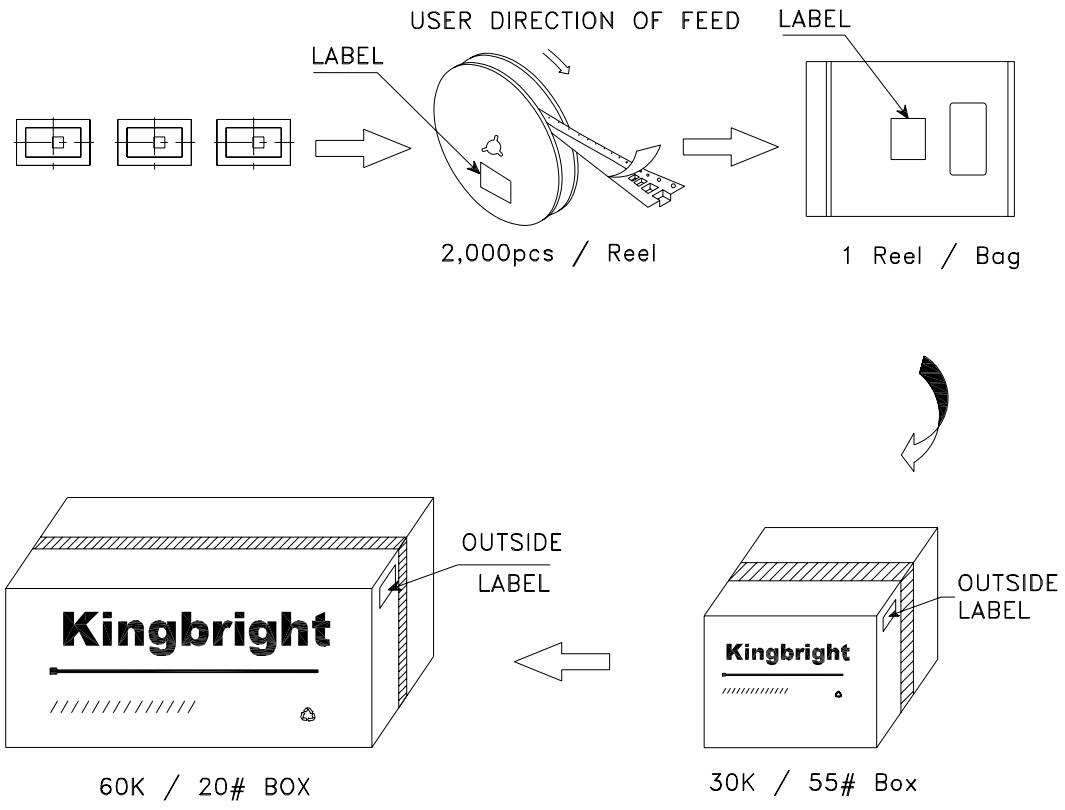 USER DIRECTION OF FEED
LABEL
LABEL
2,000pcs / Reel
1 Reel / Bag
OUTSIDE
LABEL
Kingbright
60K / 20# BOX
OUTSIDE
LABEL
Kingbright
30K / 55# Box